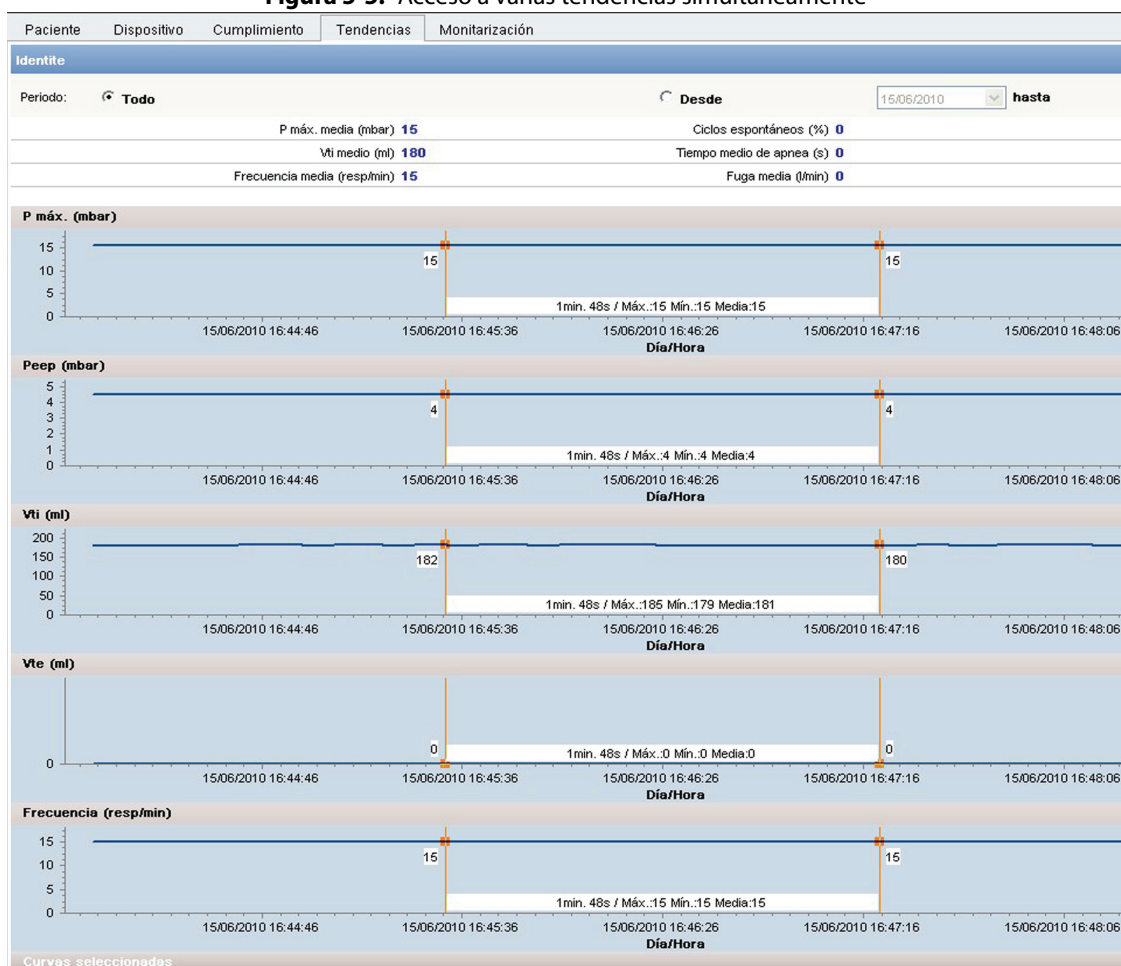 Figura 5-5. Acceso a varias tendencias simultáneamente
Paciente Dispositivo Cumplimiento Tendencias Monitarización
Identite
Periodo: Todo Desde 15/06/2010 hasta
P máx. media (mbar) 15 Ciclos espontáneos (%) 0
Vti medio (ml) 180 Tiempo medio de apnea (s) 0
Frecuencia media (resp/min) 15 Fuga media (l/min) 0
P máx. (mbar)
15
10
5
0
15
15
1min. 48s / Máx.:15 Mín.:15 Media:15
15/06/2010 16:44:46 15/06/2010 16:45:36 15/06/2010 16:46:26 15/06/2010 16:47:16 15/06/2010 16:48:06
Día/Hora
Peep (mbar)
5
4
3
2
1
0
4
4
1min. 48s / Máx.:4 Mín.:4 Media:4
15/06/2010 16:44:46 15/06/2010 16:45:36 15/06/2010 16:46:26 15/06/2010 16:47:16 15/06/2010 16:48:06
Día/Hora
Vti (ml)
200
150
100
50
0
182
180
1min. 48s / Máx.:185 Mín.:179 Media:181
15/06/2010 16:44:46 15/06/2010 16:45:36 15/06/2010 16:46:26 15/06/2010 16:47:16 15/06/2010 16:48:06
Día/Hora
Vte (ml)
0
0
0
1min. 48s / Máx.:0 Mín.:0 Media:0
15/06/2010 16:44:46 15/06/2010 16:45:36 15/06/2010 16:46:26 15/06/2010 16:47:16 15/06/2010 16:48:06
Día/Hora
Frecuencia (resp/min)
15
10
5
0
15
15
1min. 48s / Máx.:15 Mín.:15 Media:15
15/06/2010 16:44:46 15/06/2010 16:45:36 15/06/2010 16:46:26 15/06/2010 16:47:16 15/06/2010 16:48:06
Día/Hora
Curvas seleccionadas